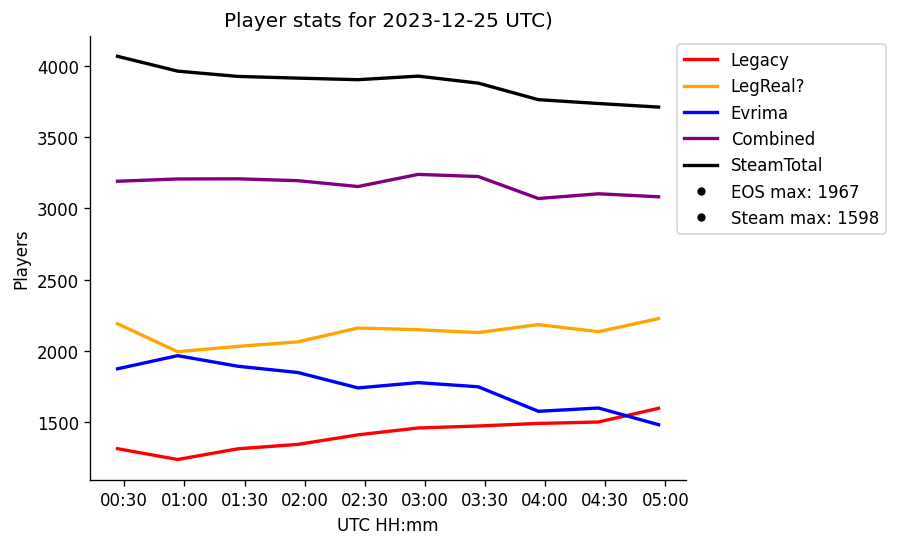 Player stats for 2023-12-25 UTC)
Legacy
LegReal?
Evrima
Combined
SteamTotal
EOS max: 1967
Steam max: 1598
Players
4000
3500
3000
2500
2000
1500
00:30 01:00 01:30 02:00 02:30 03:00 03:30 04:00 04:30 05:00
UTC HH:mm